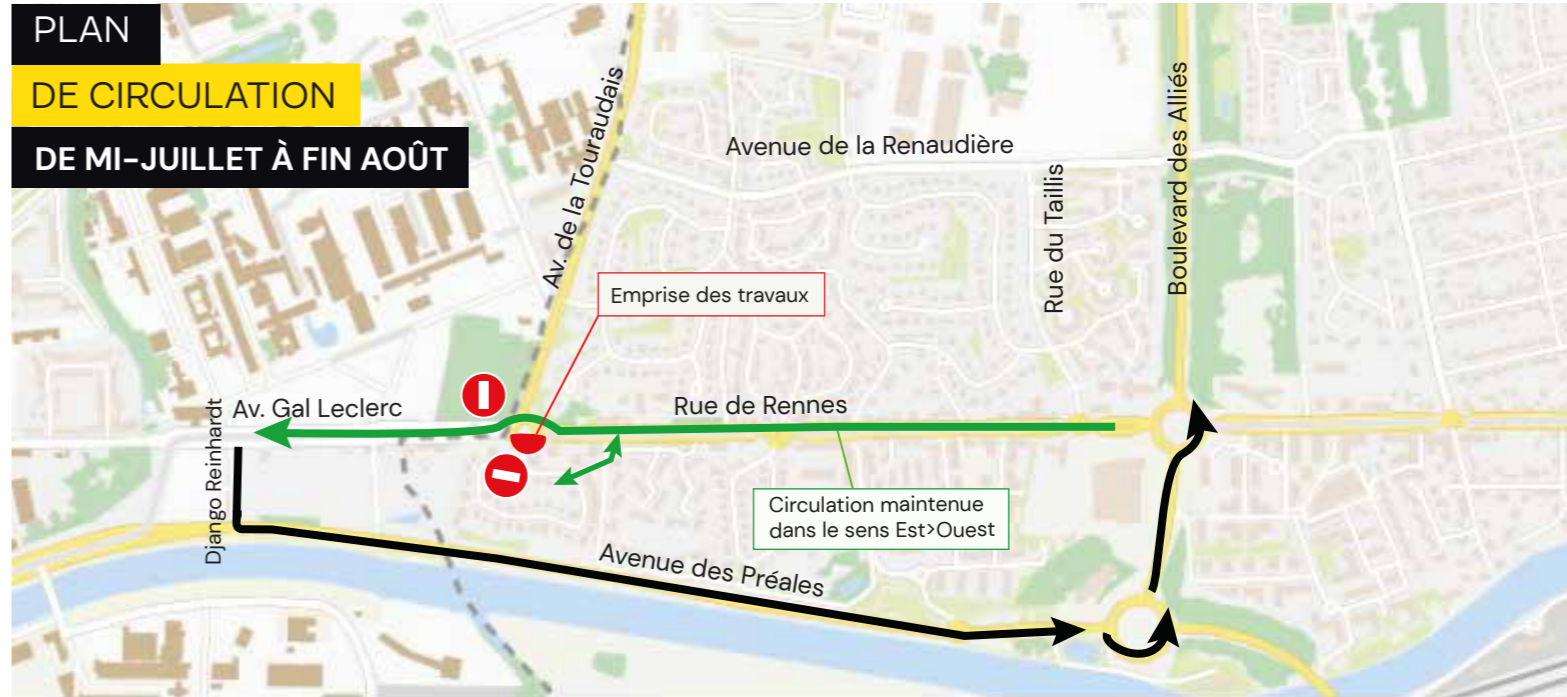 PLAN
DE CIRCULATION
DE MI-JUILLET À FIN AOÛT
Av. de la Touraudais
Avenue de la Renaudière
Rue du Taillis
Boulevard des Alliés
Emprise des travaux
Av. Gal Leclerc
Rue de Rennes
Django Reinhardt
Circulation maintenue
dans le sens Est>Ouest
Avenue des Préales